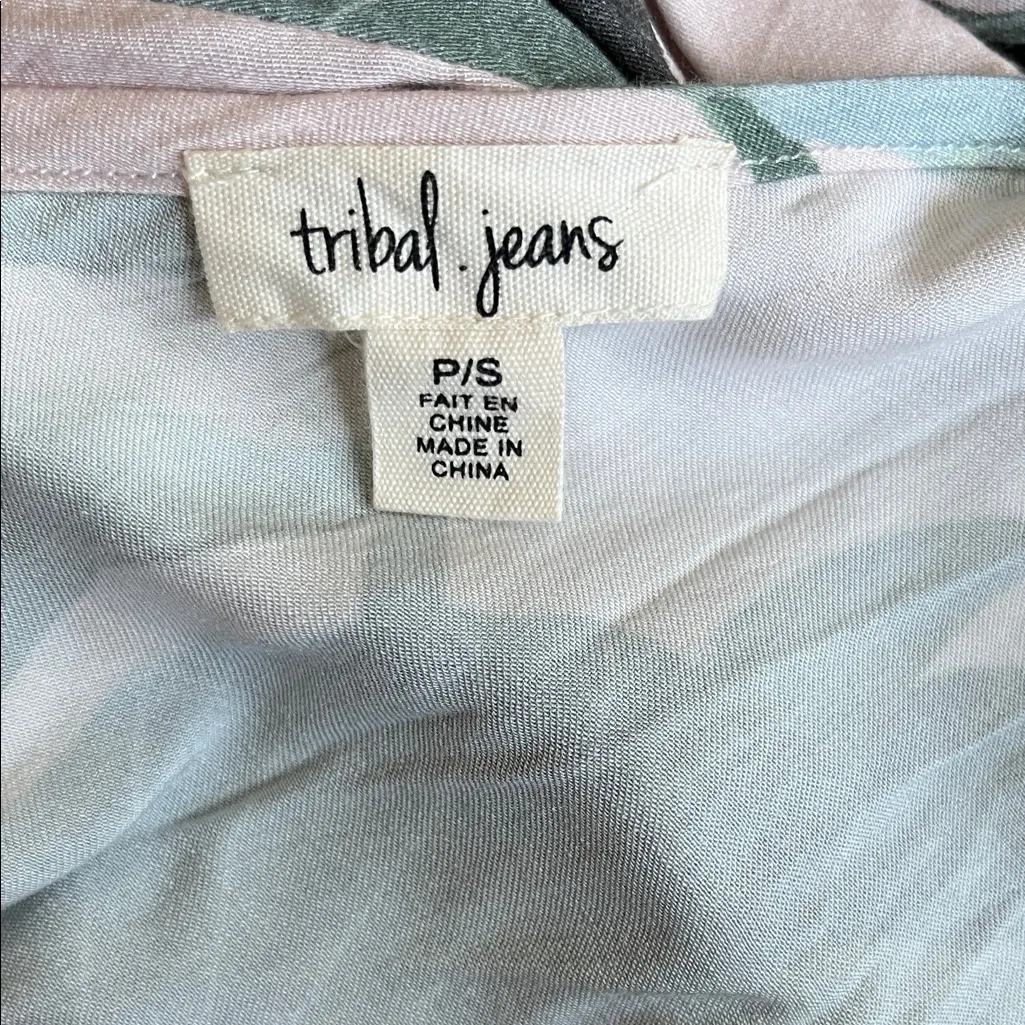 tribal.jeans
P/S
FAIT EN
CHINE
MADE IN
CHINA